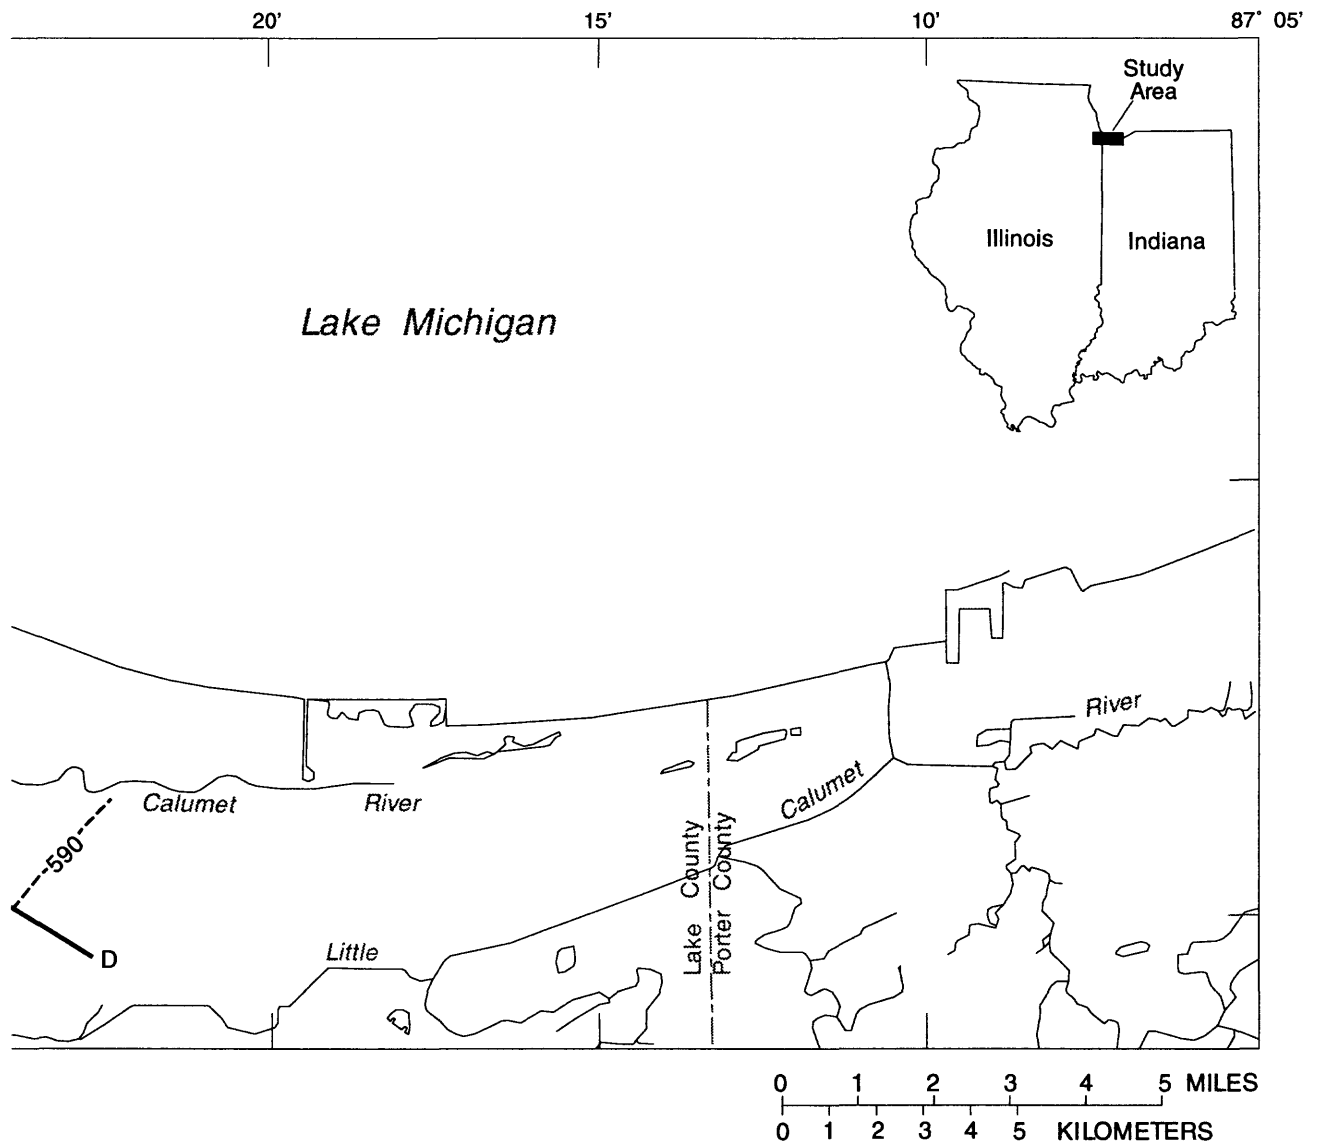 20' 15' 10' 87° 05'
Study
Area
Illinois Indiana
Lake Michigan
River
Calumet River
Calumet
590
Lake County
Porter County
D
Little
0 1 2 3 4 5 MILES
0 1 2 3 4 5 KILOMETERS